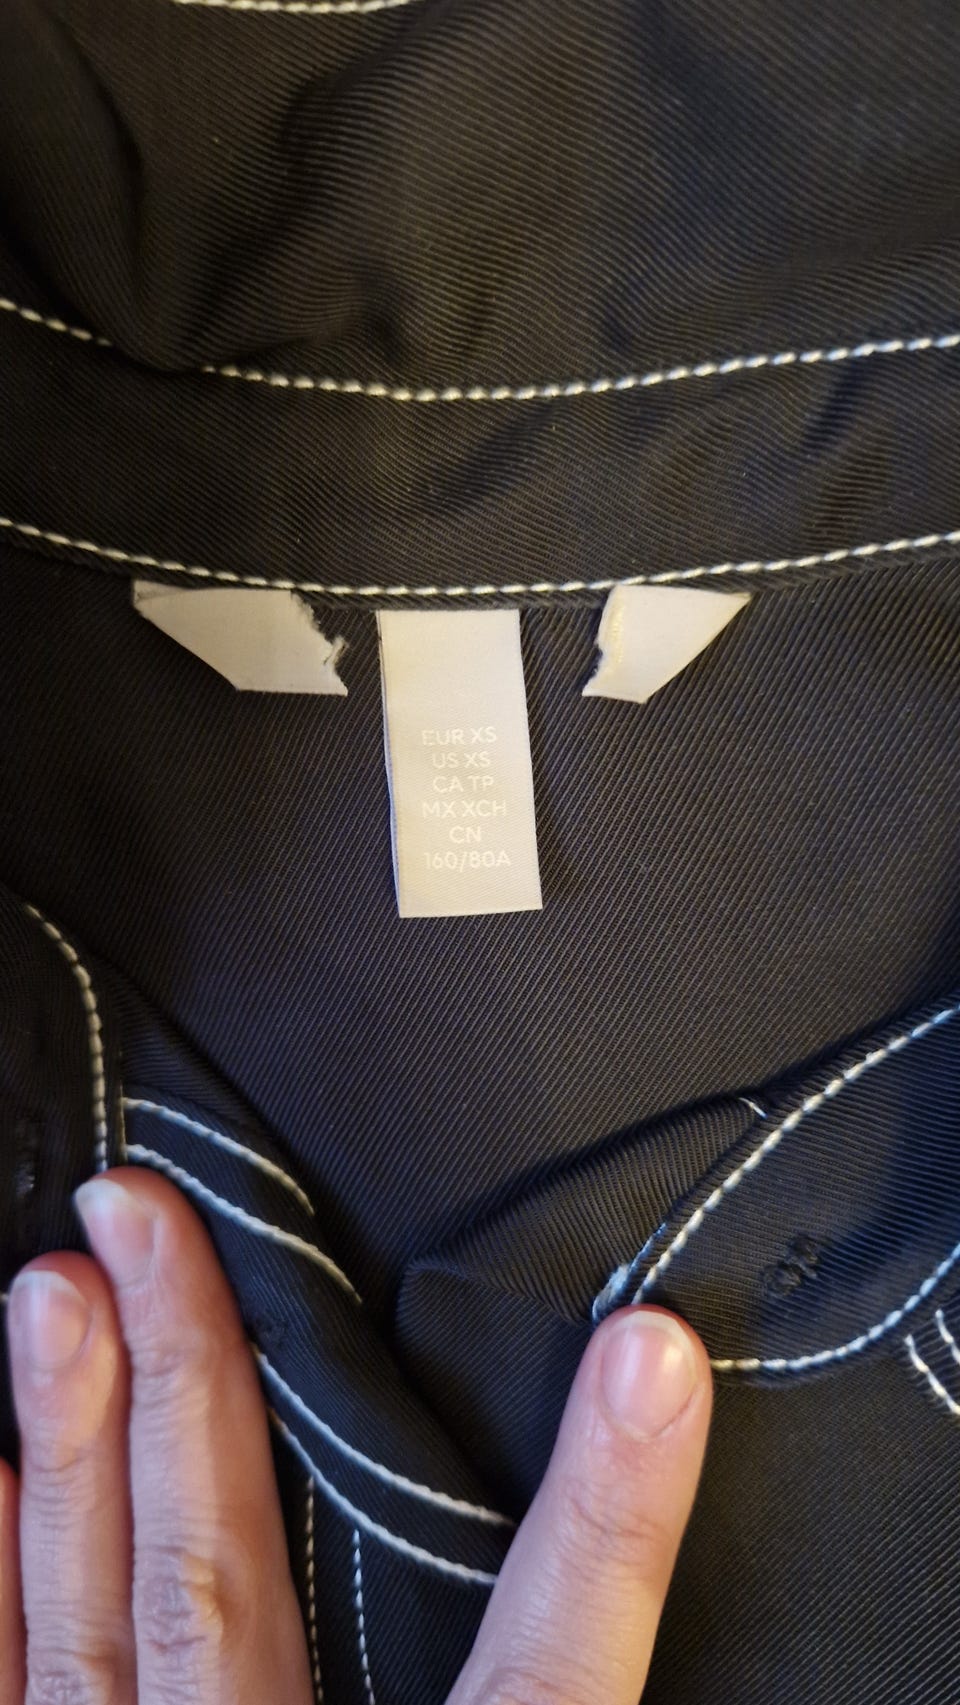 EUR XS
US XS
CA TP
MX XCH
CN
160/80A